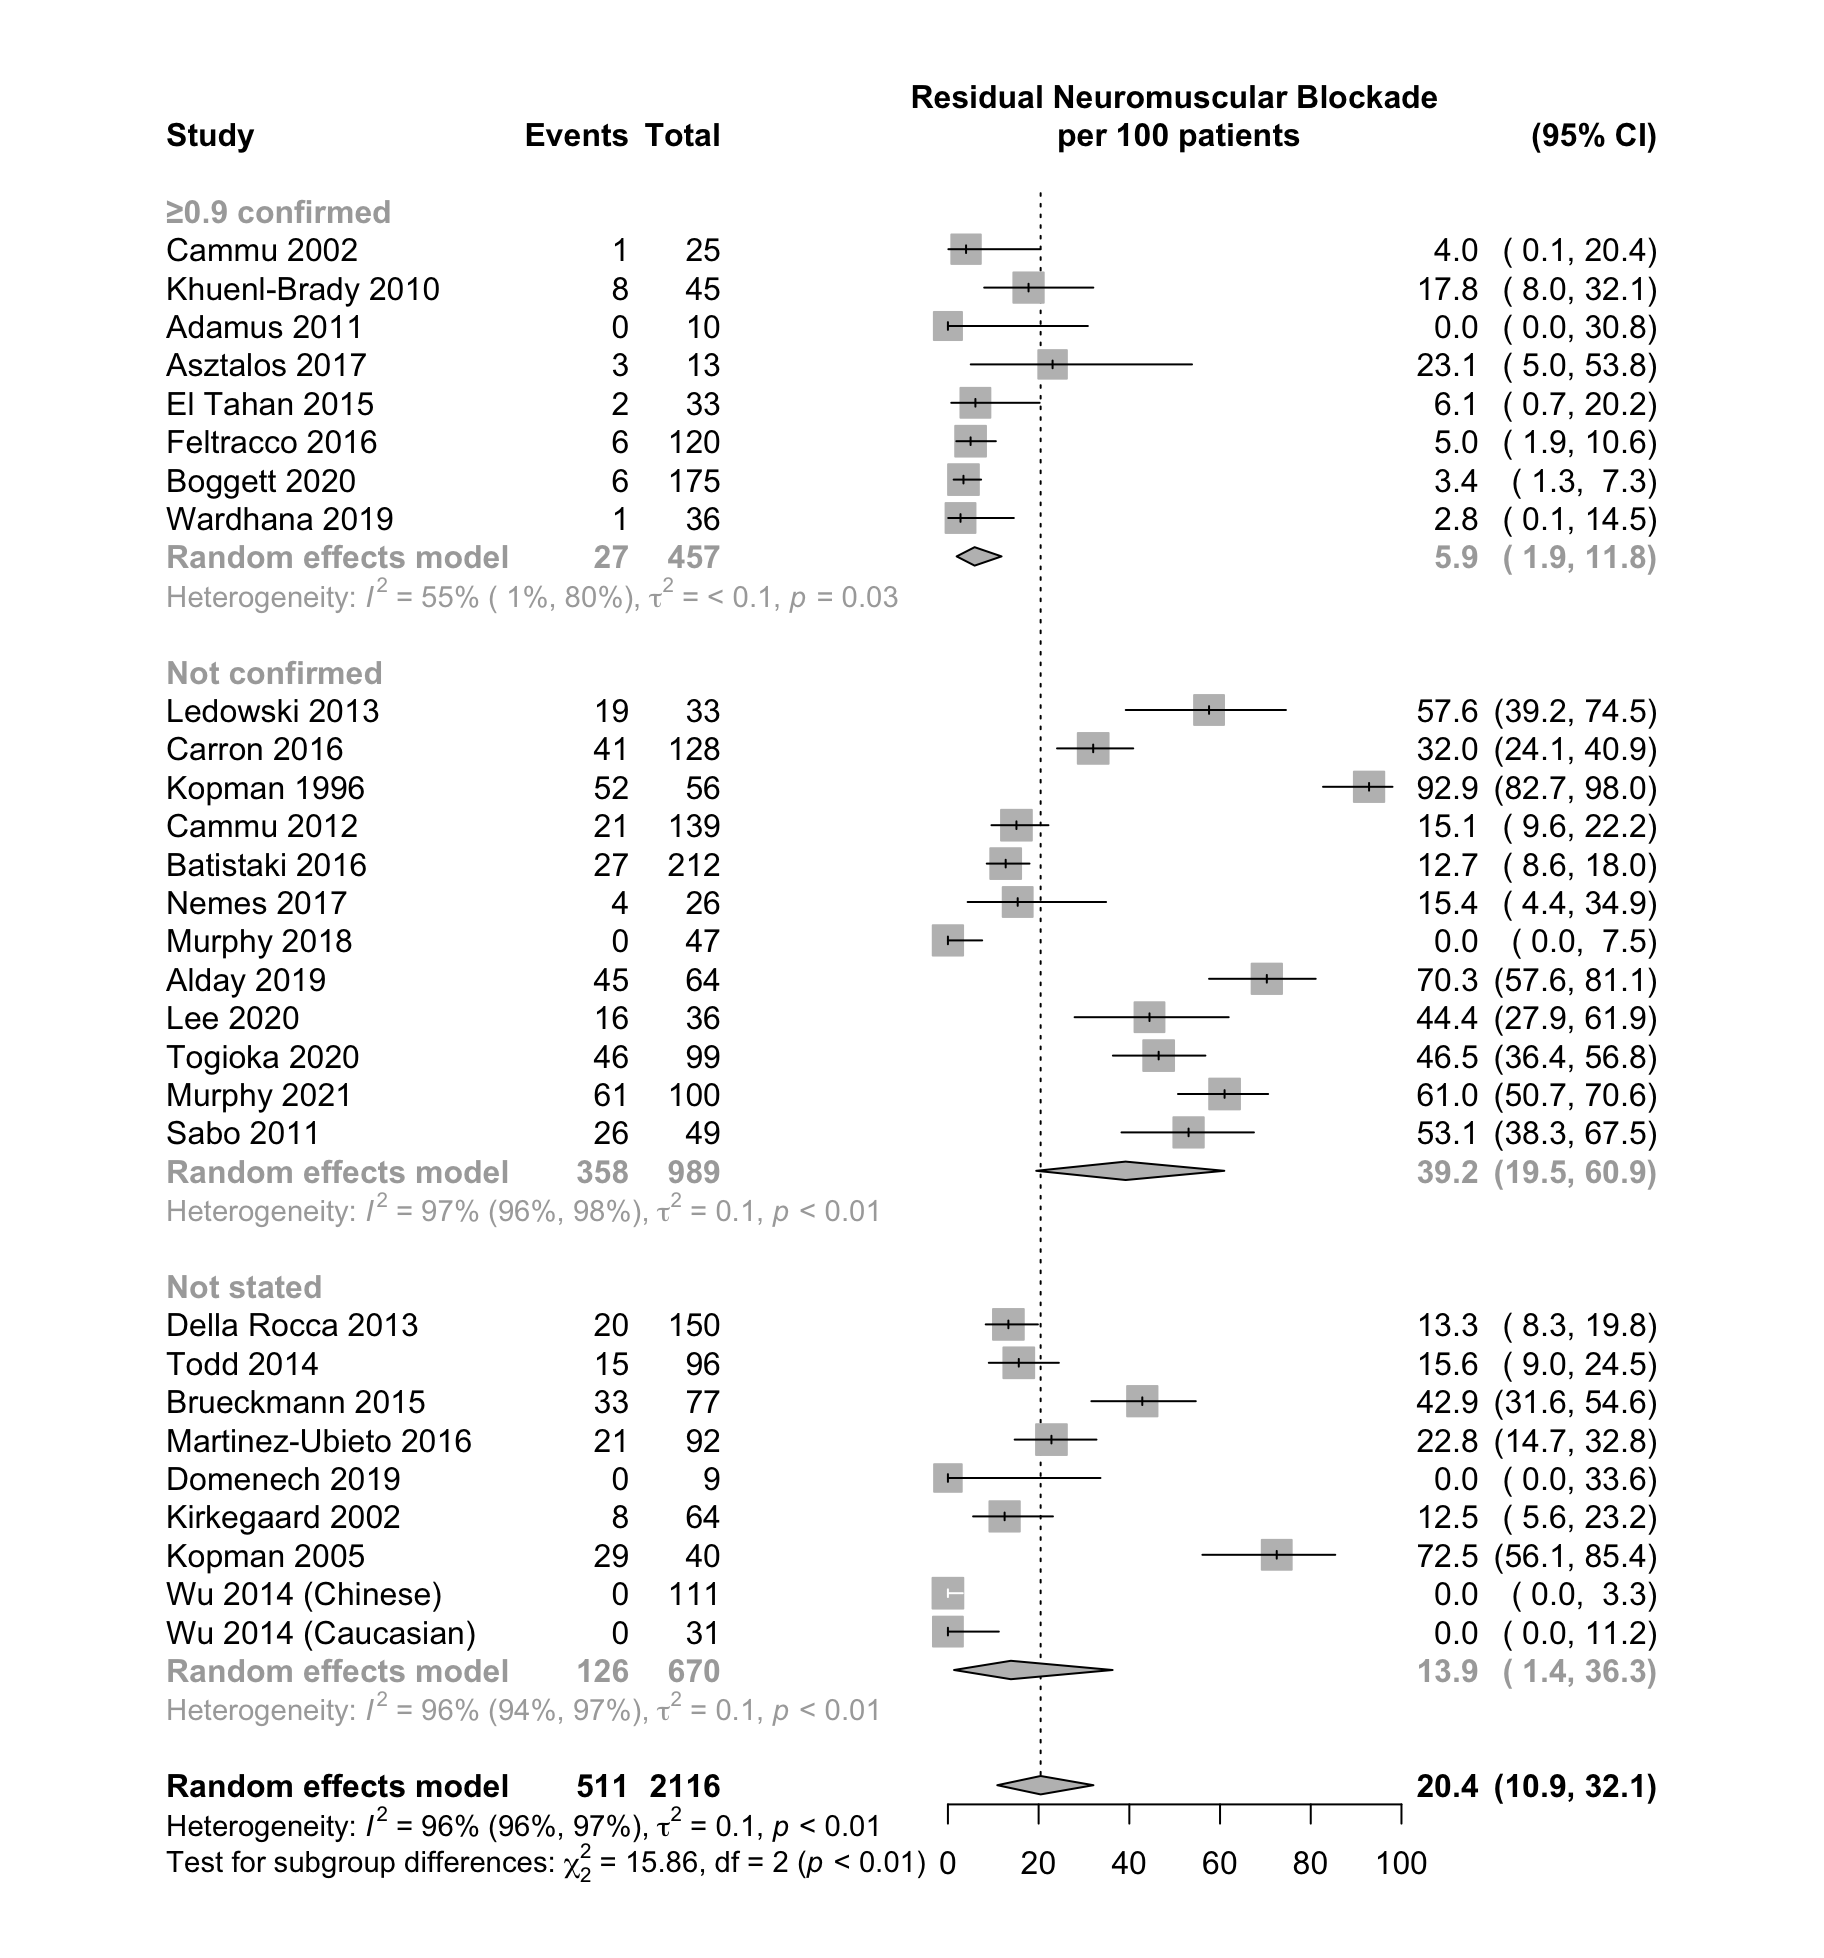 Residual Neuromuscular Blockade
Study Events Total per 100 patients (95% CI)
≥0.9 confirmed
Cammu 2002 1 25 4.0 ( 0.1, 20.4)
Khuenl-Brady 2010 8 45 17.8 ( 8.0, 32.1)
Adamus 2011 0 10 0.0 ( 0.0, 30.8)
Asztalos 2017 3 13 23.1 ( 5.0, 53.8)
El Tahan 2015 2 33 6.1 ( 0.7, 20.2)
Feltracco 2016 6 120 5.0 ( 1.9, 10.6)
Boggett 2020 6 175 3.4 ( 1.3, 7.3)
Wardhana 2019 1 36 2.8 ( 0.1, 14.5)
Random effects model 27 457 5.9 ( 1.9, 11.8)
Heterogeneity: I² = 55% ( 1%, 80%), τ² = < 0.1, p = 0.03
Not confirmed
Ledowski 2013 19 33 57.6 (39.2, 74.5)
Carron 2016 41 128 32.0 (24.1, 40.9)
Kopman 1996 52 56 92.9 (82.7, 98.0)
Cammu 2012 21 139 15.1 ( 9.6, 22.2)
Batistaki 2016 27 212 12.7 ( 8.6, 18.0)
Nemes 2017 4 26 15.4 ( 4.4, 34.9)
Murphy 2018 0 47 0.0 ( 0.0, 7.5)
Alday 2019 45 64 70.3 (57.6, 81.1)
Lee 2020 16 36 44.4 (27.9, 61.9)
Togioka 2020 46 99 46.5 (36.4, 56.8)
Murphy 2021 61 100 61.0 (50.7, 70.6)
Sabo 2011 26 49 53.1 (38.3, 67.5)
Random effects model 358 989 39.2 (19.5, 60.9)
Heterogeneity: I² = 97% (96%, 98%), τ² = 0.1, p < 0.01
Not stated
Della Rocca 2013 20 150 13.3 ( 8.3, 19.8)
Todd 2014 15 96 15.6 ( 9.0, 24.5)
Brueckmann 2015 33 77 42.9 (31.6, 54.6)
Martinez-Ubieto 2016 21 92 22.8 (14.7, 32.8)
Domenech 2019 0 9 0.0 ( 0.0, 33.6)
Kirkegaard 2002 8 64 12.5 ( 5.6, 23.2)
Kopman 2005 29 40 72.5 (56.1, 85.4)
Wu 2014 (Chinese) 0 111 0.0 ( 0.0, 3.3)
Wu 2014 (Caucasian) 0 31 0.0 ( 0.0, 11.2)
Random effects model 126 670 13.9 ( 1.4, 36.3)
Heterogeneity: I² = 96% (94%, 97%), τ² = 0.1, p < 0.01
Random effects model 511 2116 20.4 (10.9, 32.1)
Heterogeneity: I² = 96% (96%, 97%), τ² = 0.1, p < 0.01
Test for subgroup differences: χ²₂ = 15.86, df = 2 (p < 0.01) 0 20 40 60 80 100